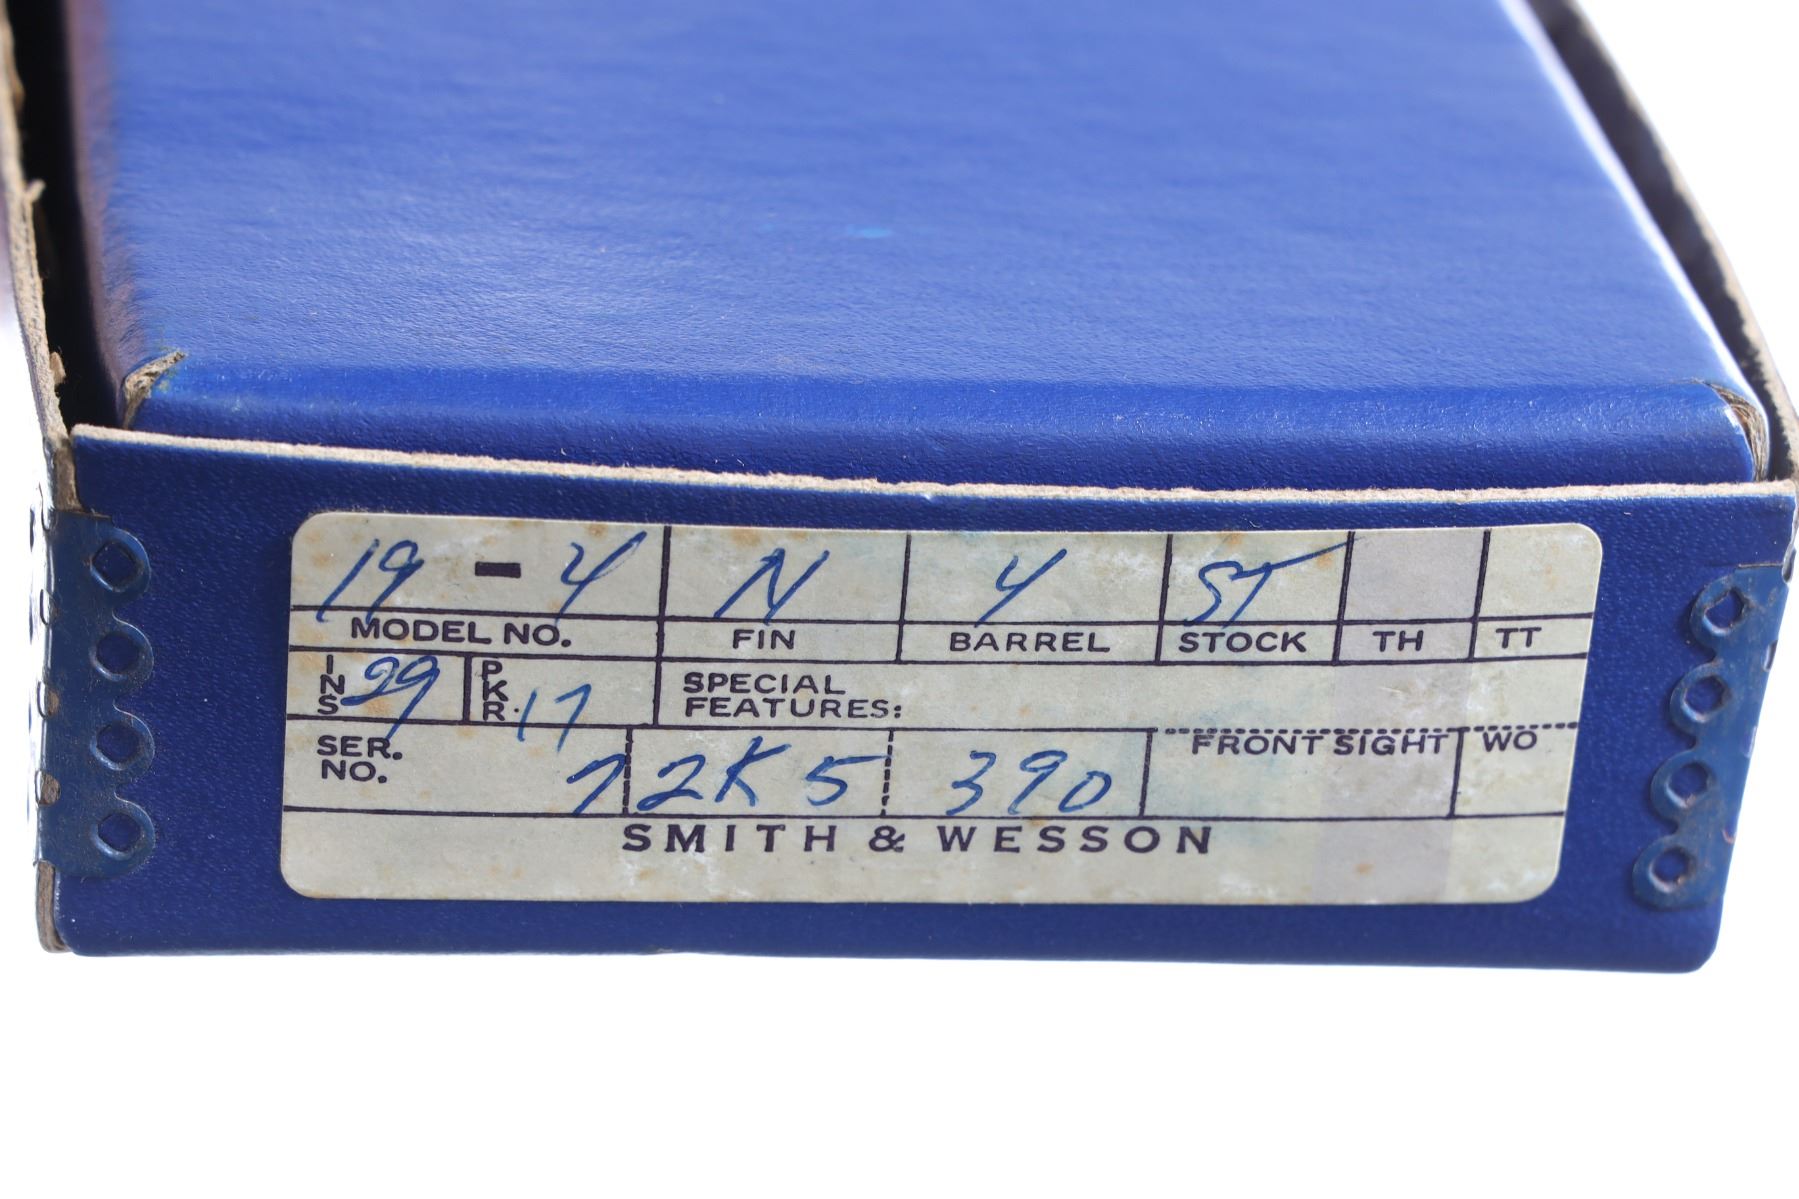 19 - 4 N 4 ST
MODEL NO. FIN BARREL STOCK TH TT
INS 29 PKR. 17 SPECIAL FEATURES:
SER. NO. 72K5 390 FRONT SIGHT WO
SMITH & WESSON